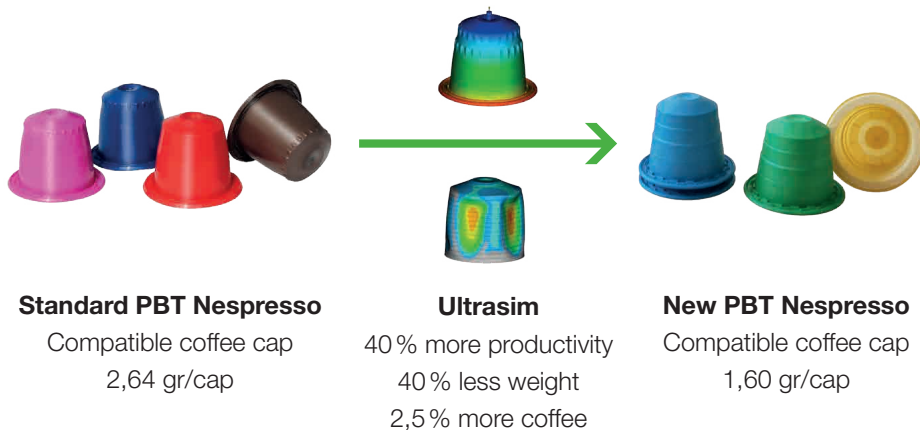 Standard PBT Nespresso
Compatible coffee cap
2,64 gr/cap
Ultrasim
40 % more productivity
40 % less weight
2,5 % more coffee
New PBT Nespresso
Compatible coffee cap
1,60 gr/cap